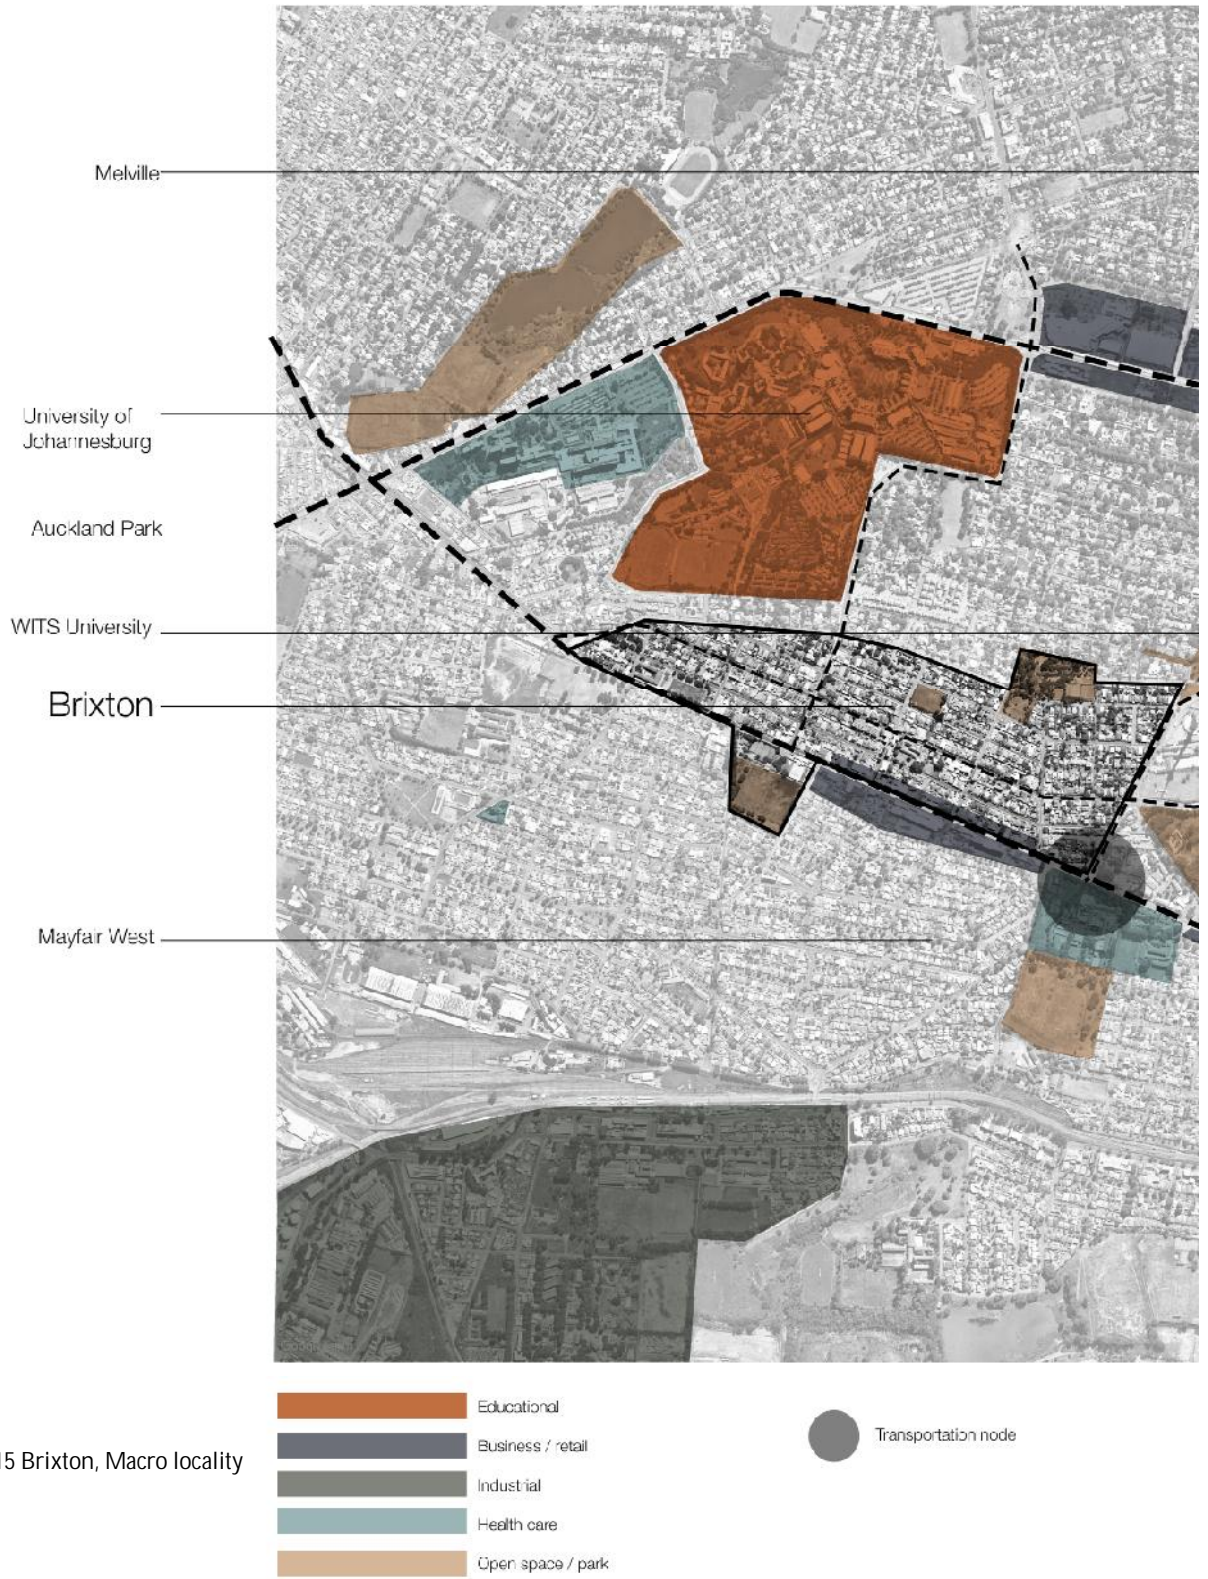 Melville
University of
Johannesburg
Auckland Park
WITS University
Brixton
Mayfair West
Educational
Business / retail
Industrial
Health care
Open space / park
Transportation node
15 Brixton, Macro locality